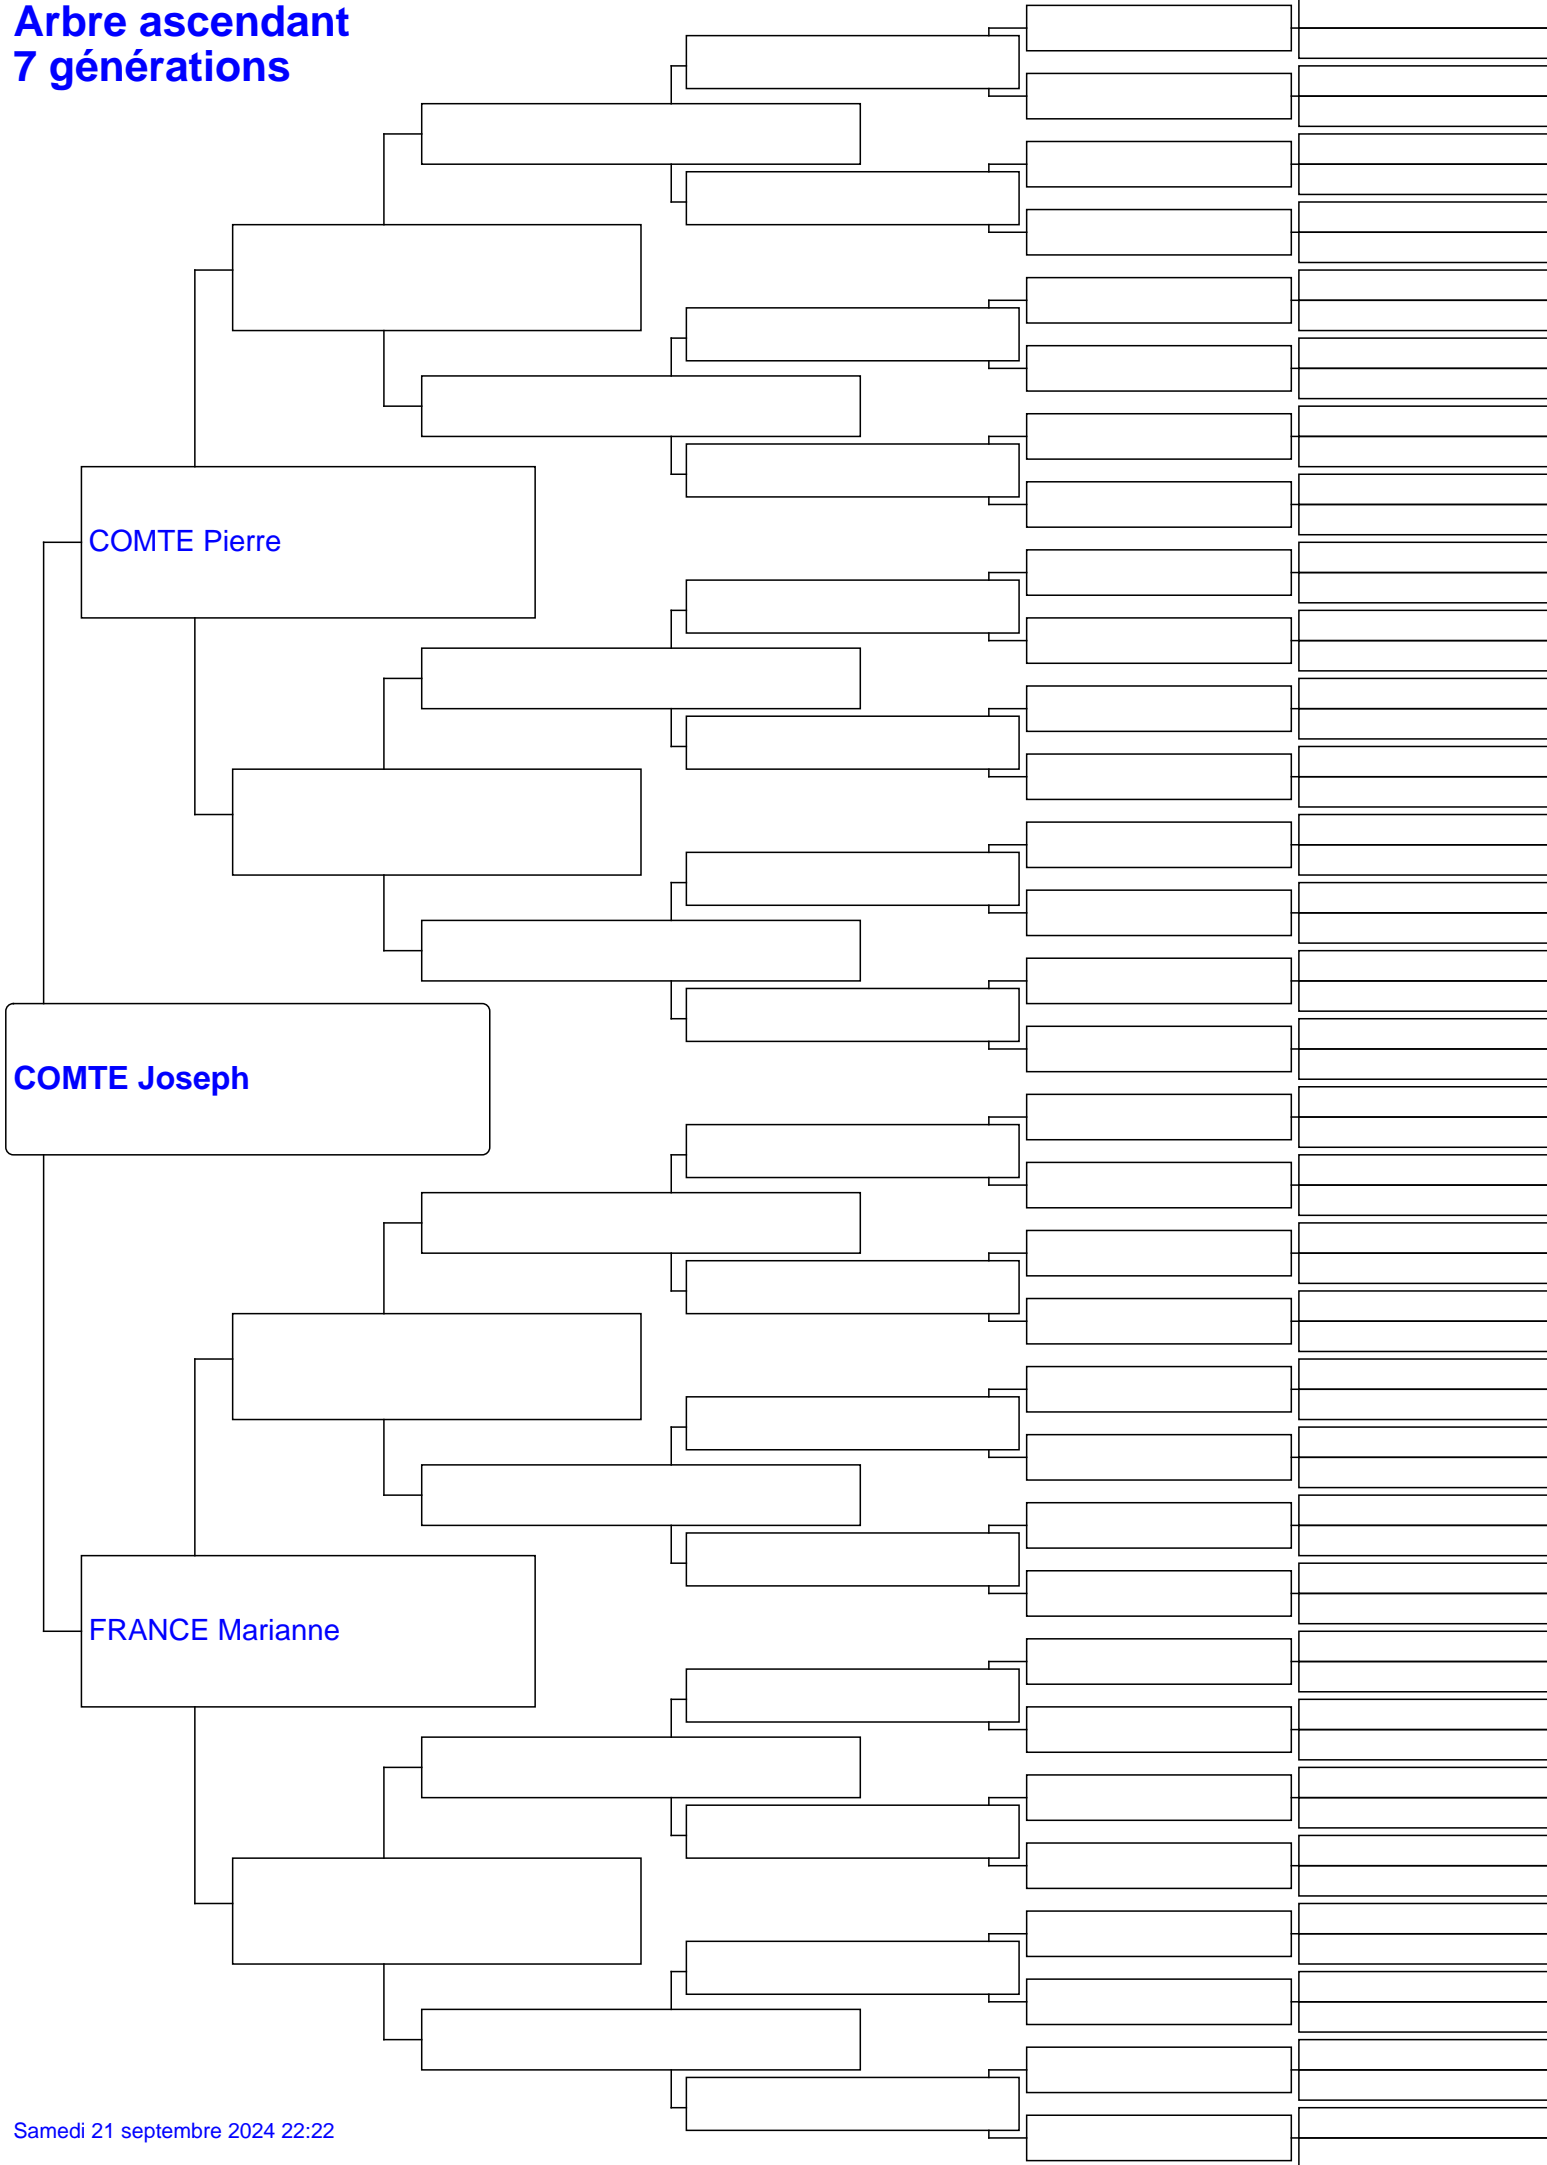 Arbre ascendant
7 générations
COMTE Pierre
COMTE Joseph
FRANCE Marianne
Samedi 21 septembre 2024 22:22